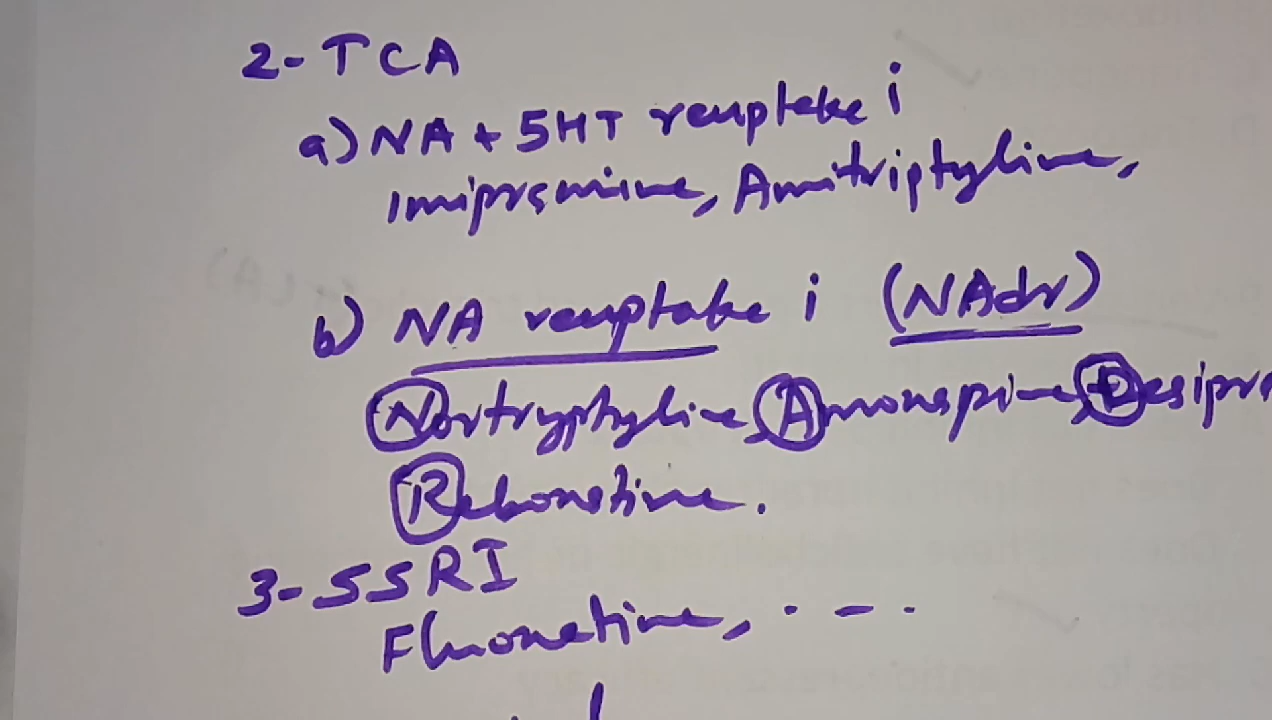 2- TCA
a) NA + 5HT reuptake i
Imipramine, Amitriptyline,
b) NA reuptake i (NAdr)
Nortryptyline, Amoxapine, Desipra
Reboxetine.
3- SSRI
Fluoxetine, . - .